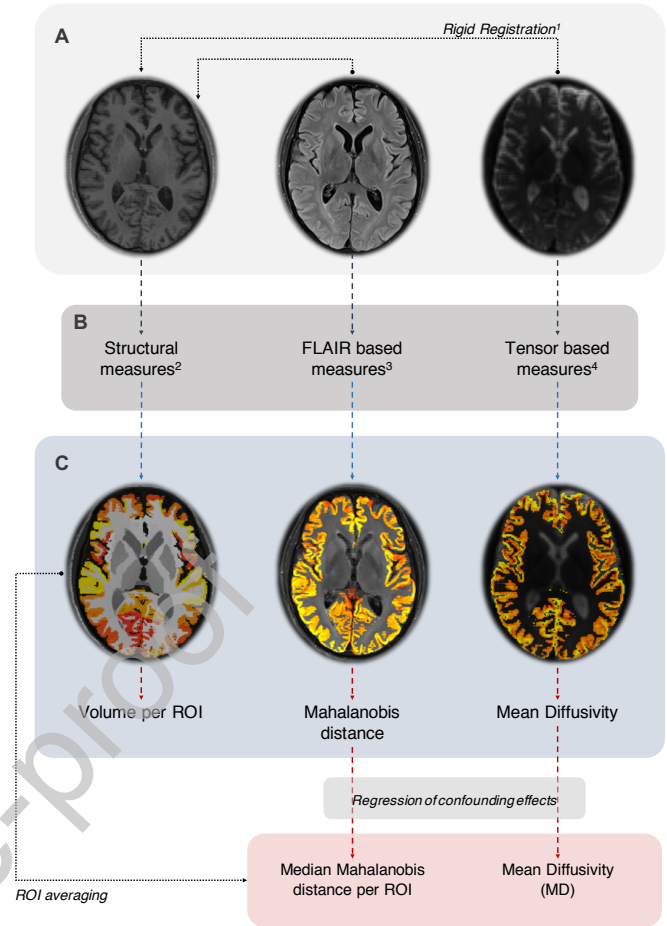 A
Rigid Registration¹
B
Structural
measures²
FLAIR based
measures³
Tensor based
measures⁴
C
Volume per ROI
Mahalanobis
distance
Mean Diffusivity
Regression of confounding effects
ROI averaging
Median Mahalanobis
distance per ROI
Mean Diffusivity
(MD)
e-proof